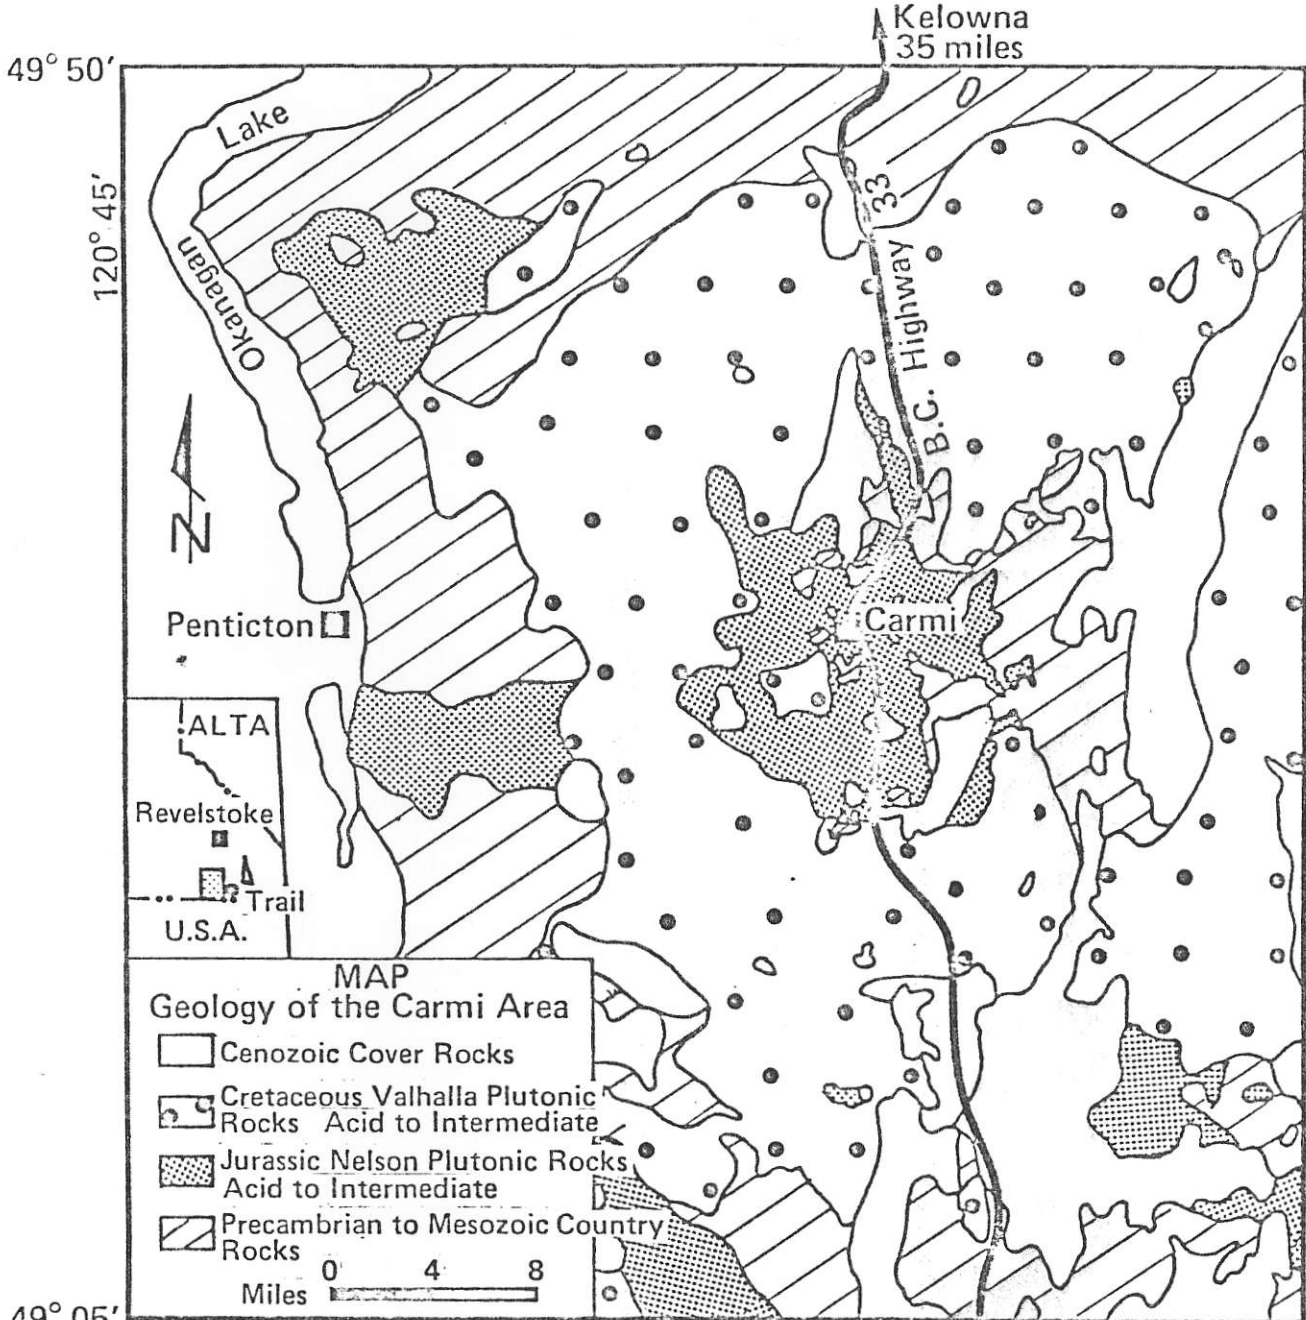 Kelowna
35 miles
49° 50'
Lake
120° 45'
Okanagan
B.C. Highway 33
N
Penticton
Carmi
ALTA
Revelstoke
Trail
U.S.A.
MAP
Geology of the Carmi Area
Cenozoic Cover Rocks
Cretaceous Valhalla Plutonic
Rocks Acid to Intermediate
Jurassic Nelson Plutonic Rocks
Acid to Intermediate
Precambrian to Mesozoic Country
Rocks
0 4 8
Miles
49° 05'